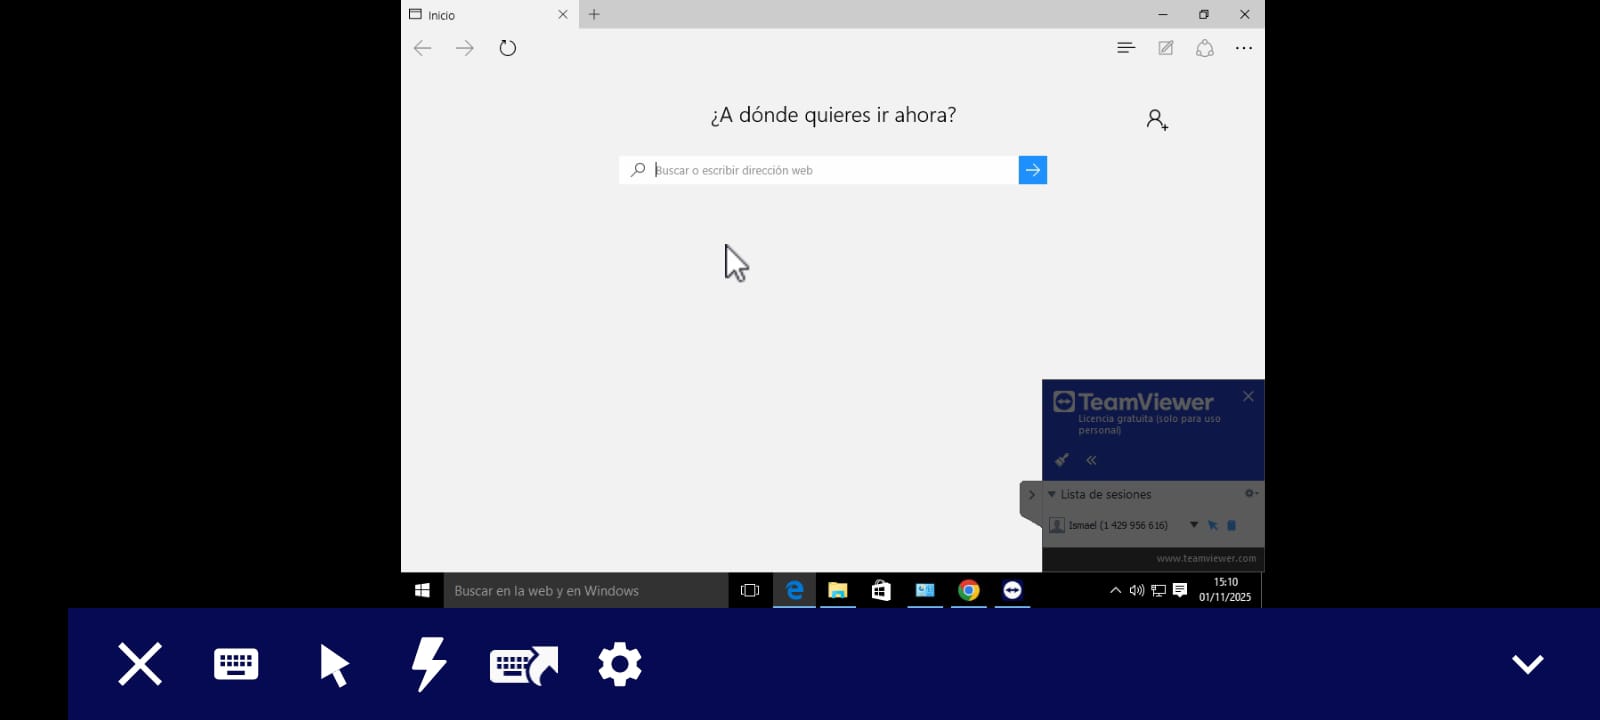 Inicio
¿A dónde quieres ir ahora?
Buscar o escribir dirección web
TeamViewer
Licencia gratuita (solo para uso
personal)
Lista de sesiones
Ismael (1 429 956 616)
www.teamviewer.com
Buscar en la web y en Windows
15:10
01/11/2025